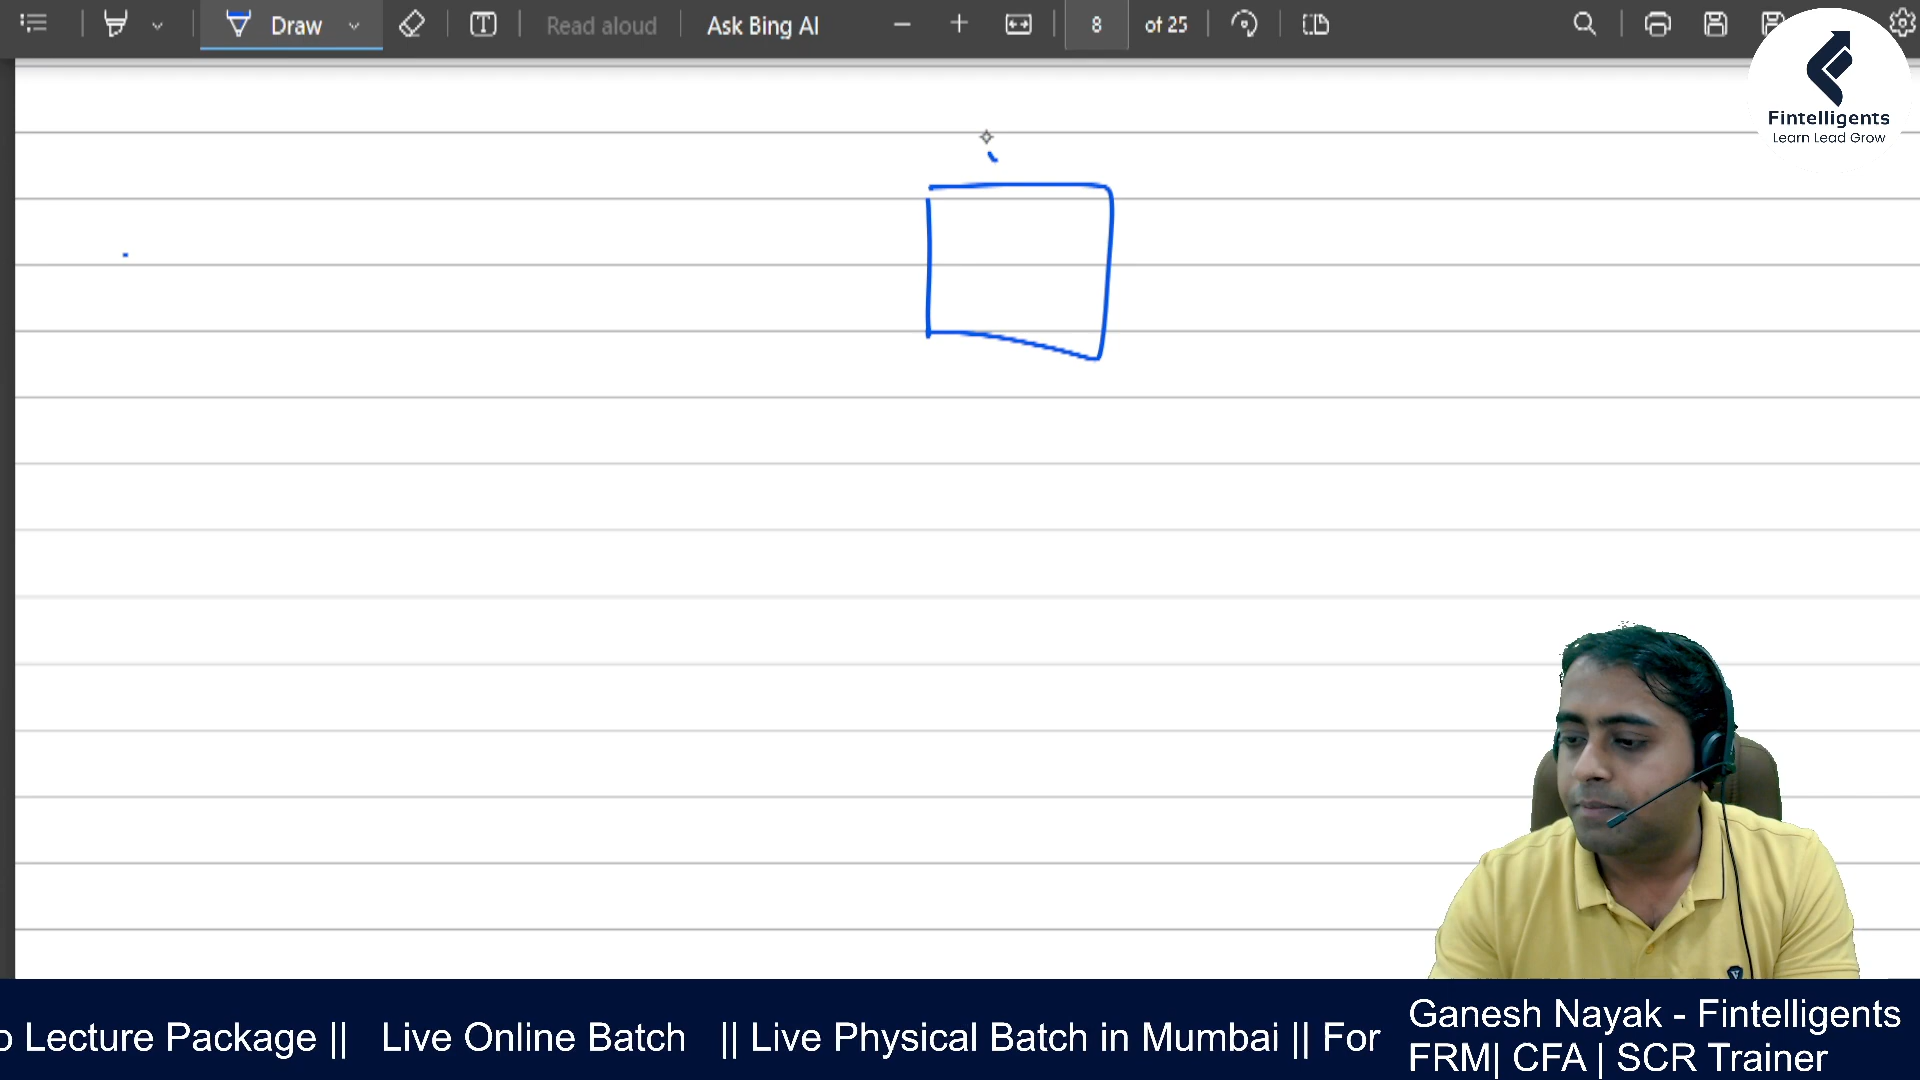 Draw
Read aloud
Ask Bing AI
8 of 25
Fintelligents
Learn Lead Grow
Lecture Package || Live Online Batch || Live Physical Batch in Mumbai || For
Ganesh Nayak - Fintelligents
FRM| CFA | SCR Trainer